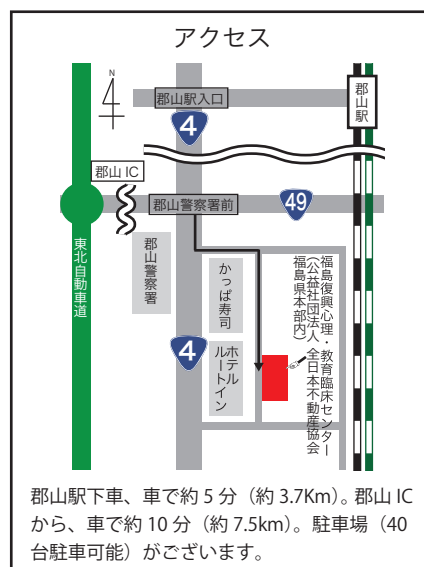 アクセス
N
郡山駅入口
4
郡山駅
郡山 IC
郡山警察署前
49
東北自動車道
郡山警察署
かっぱ寿司
福島復興心理・教育臨床センター
(公益社団法人 全日本不動産協会
福島県本部内)
4
ホテル
ルートイン
郡山駅下車、車で約 5 分（約 3.7Km）。郡山 IC
から、車で約 10 分（約 7.5km）。駐車場（40
台駐車可能）がございます。